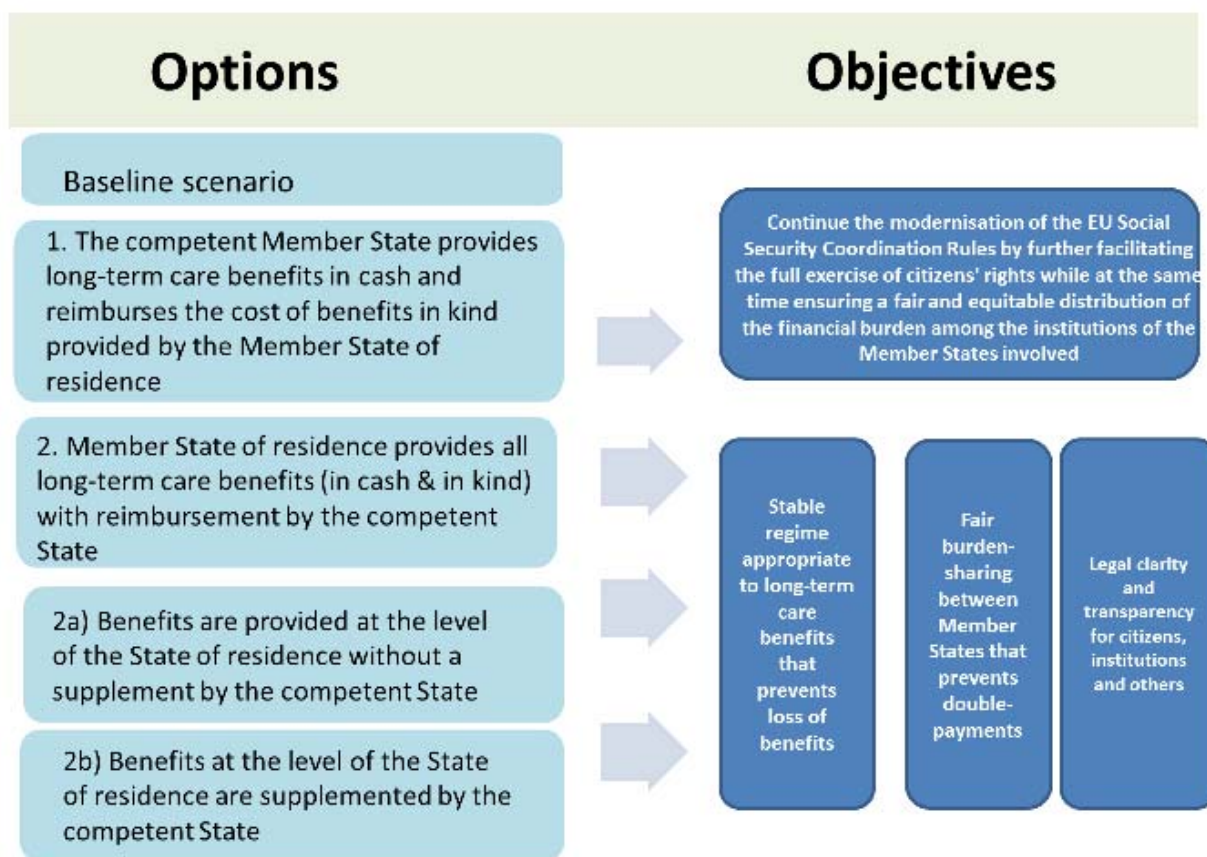 Options
Objectives
Baseline scenario
1. The competent Member State provides
long-term care benefits in cash and
reimburses the cost of benefits in kind
provided by the Member State of
residence
2. Member State of residence provides all
long-term care benefits (in cash & in kind)
with reimbursement by the competent
State
2a) Benefits are provided at the level
of the State of residence without a
supplement by the competent State
2b) Benefits at the level of the State
of residence are supplemented by the
competent State
Continue the modernisation of the EU Social
Security Coordination Rules by further facilitating
the full exercise of citizens' rights while at the same
time ensuring a fair and equitable distribution of
the financial burden among the institutions of the
Member States involved
Stable
regime
appropriate
to long-term
care
benefits
that
prevents
loss of
benefits
Fair
burden-
sharing
between
Member
States that
prevents
double-
payments
Legal clarity
and
transparency
for citizens,
institutions
and others